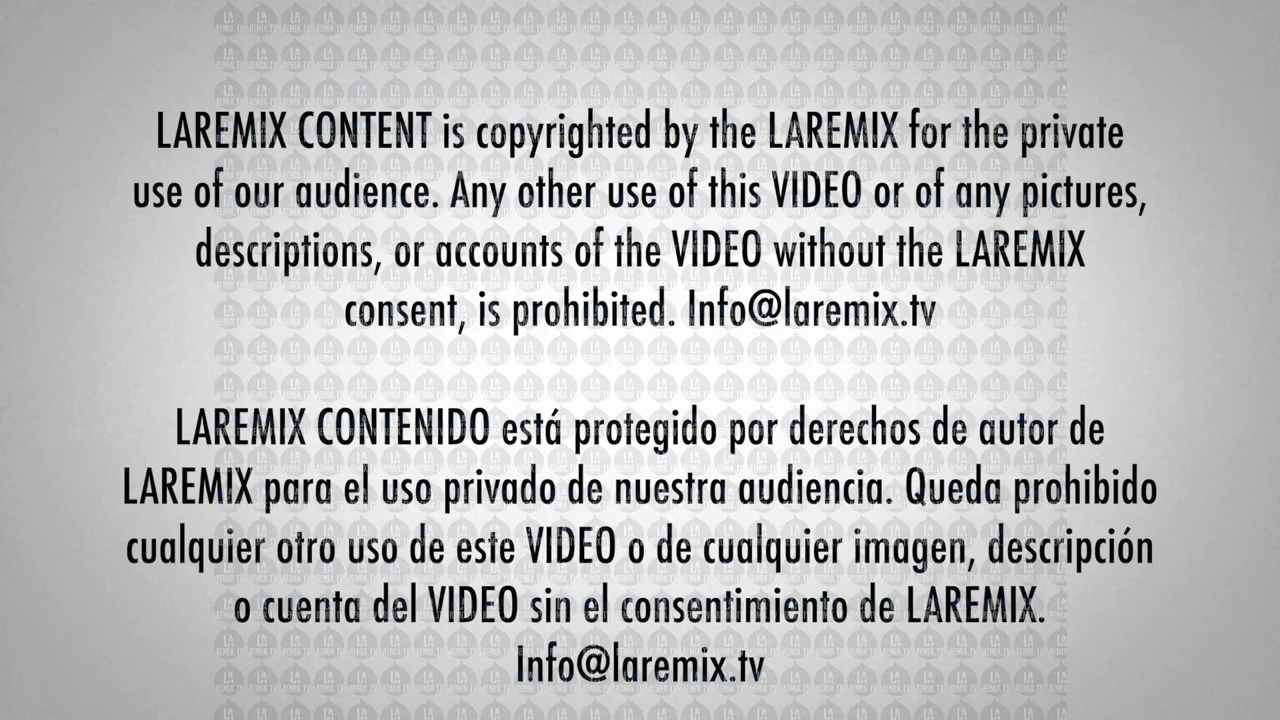 LAREMIX CONTENT is copyrighted by the LAREMIX for the private
use of our audience. Any other use of this VIDEO or of any pictures,
descriptions, or accounts of the VIDEO without the LAREMIX
consent, is prohibited. Info@laremix.tv
LAREMIX CONTENIDO está protegido por derechos de autor de
LAREMIX para el uso privado de nuestra audiencia. Queda prohibido
cualquier otro uso de este VIDEO o de cualquier imagen, descripción
o cuenta del VIDEO sin el consentimiento de LAREMIX.
Info@laremix.tv